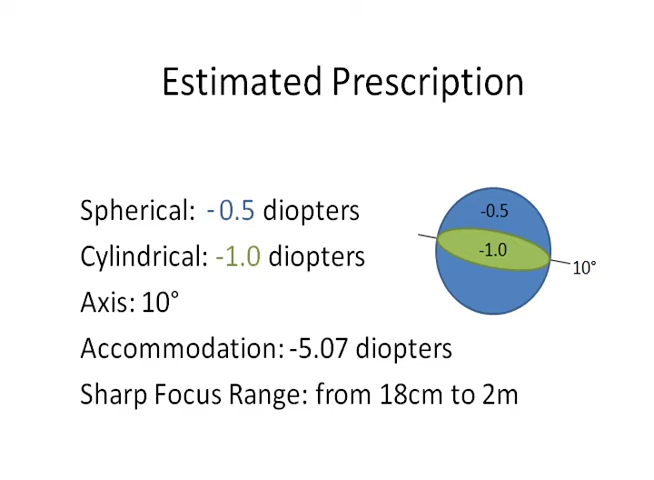 Estimated Prescription
Spherical: -0.5 diopters
Cylindrical: -1.0 diopters
Axis: 10°
Accommodation: -5.07 diopters
Sharp Focus Range: from 18cm to 2m
-0.5
-1.0
10°